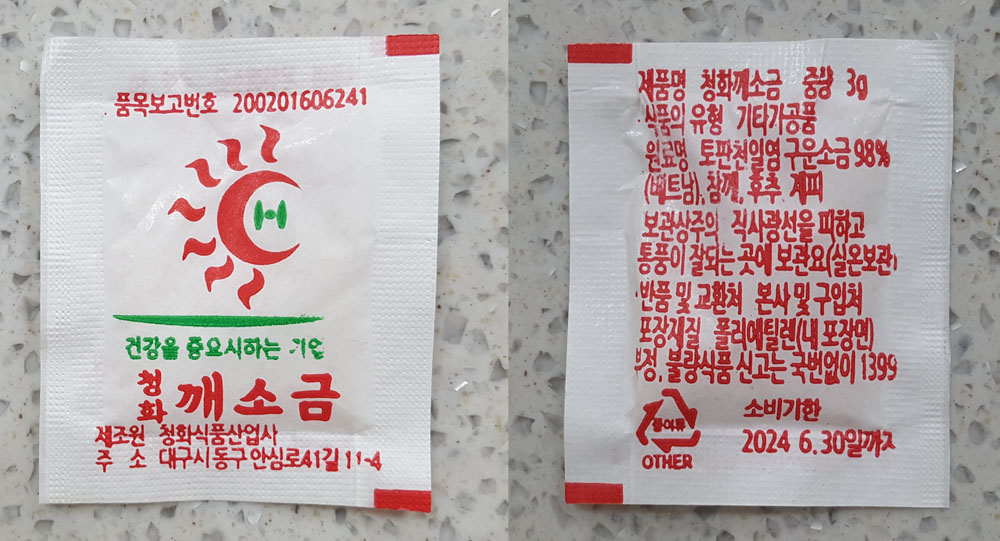 품목보고번호 200201606241
CH
건강을 중요시하는 기업
청화 깨소금
제조원 청화식품산업사
주 소 대구시 동구 안심로41길 11-4
제품명 청화깨소금 중량 3g
식품의 유형 기타가공품
원료명 토판천일염 구운소금 98%
(베트남), 참깨, 후추 계피
보관상주의 직사광선을 피하고
통풍이 잘되는 곳에 보관요(실온보관)
반품 및 교환처 본사 및 구입처
포장재질 폴리에틸렌(내 포장면)
부정, 불량식품 신고는 국번없이 1399
OTHER
소비기한
2024 6.30일까지